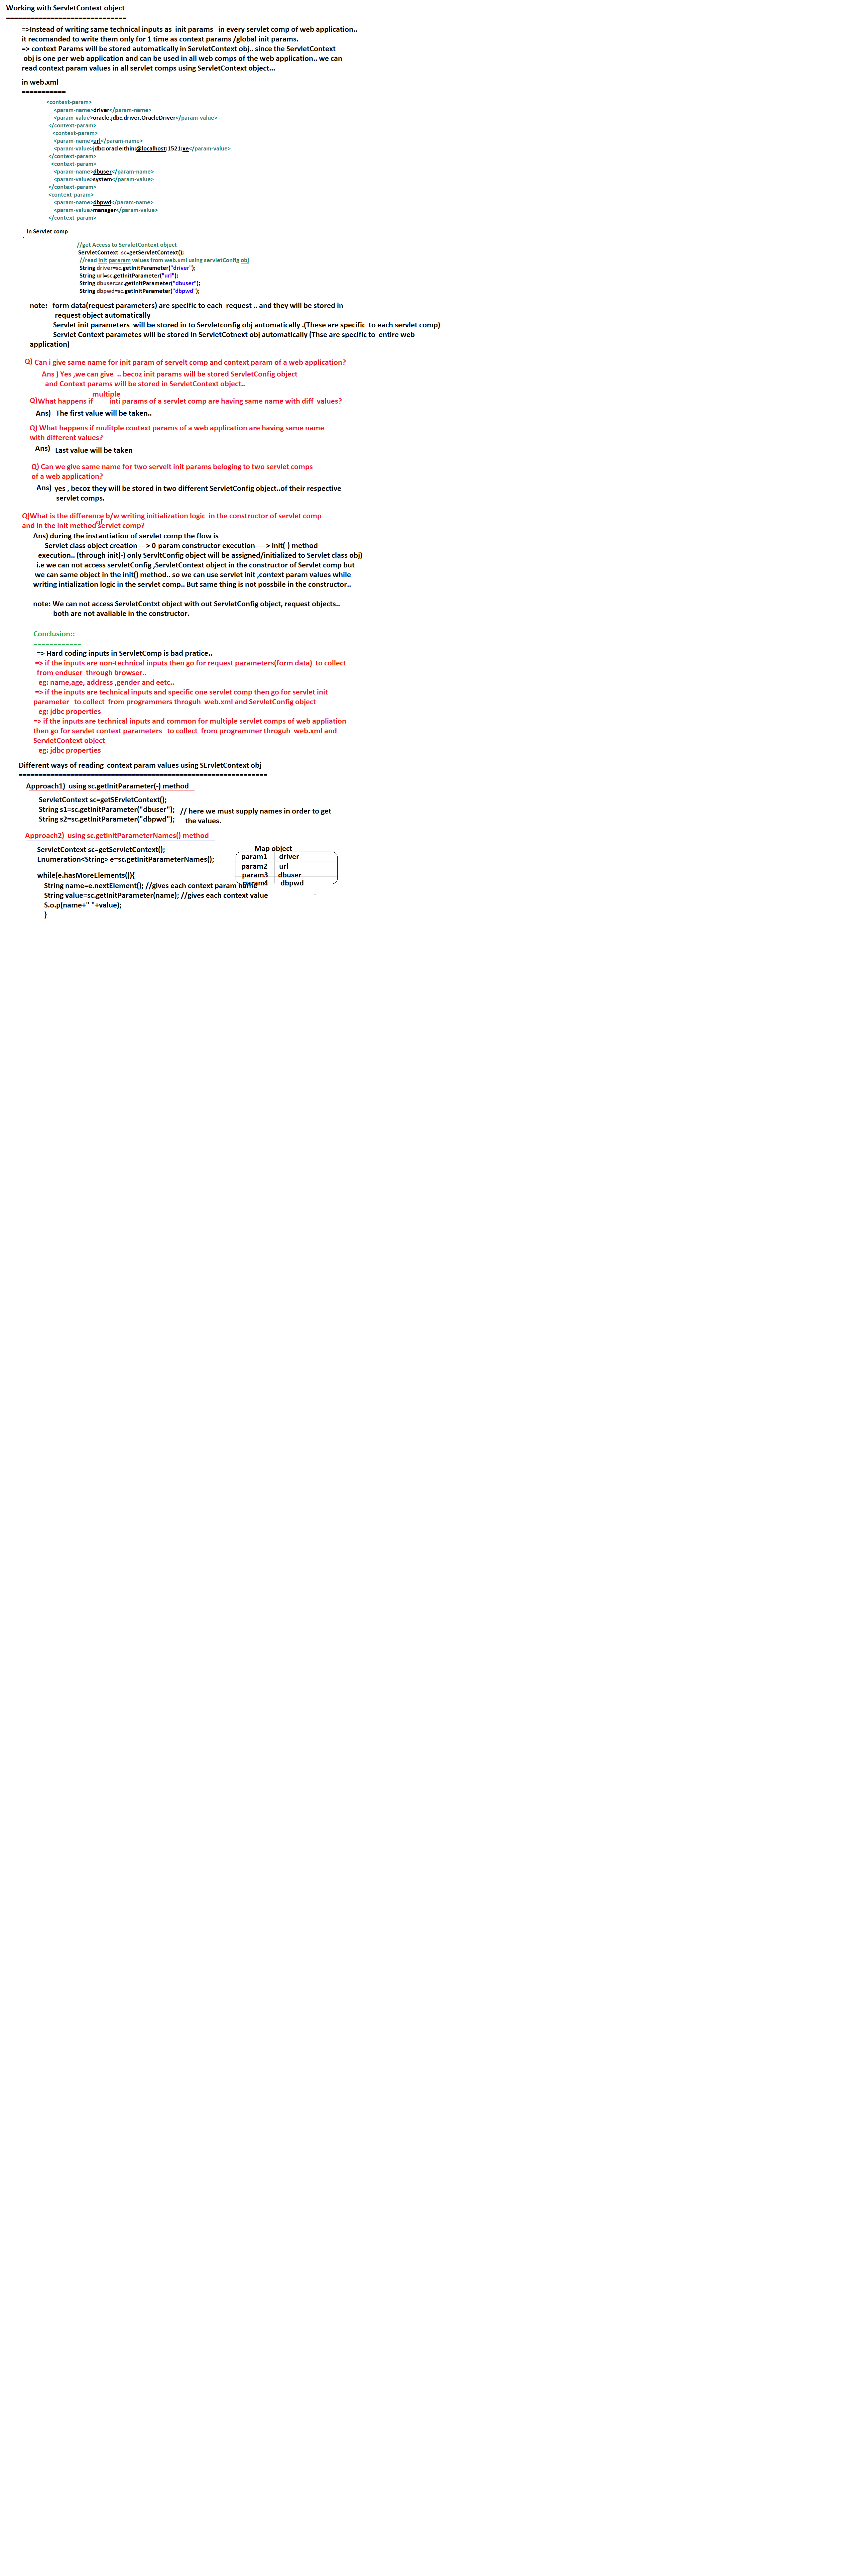 Working with ServletContext object
==============================
=>Instead of writing same technical inputs as  init params   in every servlet comp of web application..
it recomanded to write them only for 1 time as context params /global init params.
=> context Params will be stored automatically in ServletContext obj.. since the ServletContext
obj is one per web application and can be used in all web comps of the web application.. we can
read context param values in all servlet comps using ServletContext object...
in web.xml
===========
<context-param>
<param-name>driver</param-name>
<param-value>oracle.jdbc.driver.OracleDriver</param-value>
</context-param>
<context-param>
<param-name>url</param-name>
<param-value>jdbc:oracle:thin:@localhost:1521:xe</param-value>
</context-param>
<context-param>
<param-name>dbuser</param-name>
<param-value>system</param-value>
</context-param>
<context-param>
<param-name>dbpwd</param-name>
<param-value>manager</param-value>
</context-param>
In Servlet comp
//get Access to ServletContext object
ServletContext  sc=getServletContext();
//read init pararam values from web.xml using servletConfig obj
String driver=sc.getInitParameter("driver");
String url=sc.getInitParameter("url");
String dbuser=sc.getInitParameter("dbuser");
String dbpwd=sc.getInitParameter("dbpwd");
note:   form data(request parameters) are specific to each  request .. and they will be stored in
request object automatically
Servlet init parameters  will be stored in to Servletconfig obj automatically .(These are specific  to each servlet comp)
Servlet Context parametes will be stored in ServletCotnext obj automatically (Thse are specific to  entire web
application)
Q) Can i give same name for init param of servelt comp and context param of a web application?
Ans ) Yes ,we can give  .. becoz init params will be stored ServletConfig object
and Context params will be stored in ServletContext object..
multiple
Q)What happens if        inti params of a servlet comp are having same name with diff  values?
Ans)   The first value will be taken..
Q) What happens if mulitple context params of a web application are having same name
with different values?
Ans)   Last value will be taken
Q) Can we give same name for two servelt init params beloging to two servlet comps
of a web application?
Ans)  yes , becoz they will be stored in two different ServletConfig object..of their respective
servlet comps.
Q)What is the difference b/w writing initialization logic  in the constructor of servlet comp
of
and in the init method servlet comp?
Ans) during the instantiation of servlet comp the flow is
Servlet class object creation ---> 0-param constructor execution ----> init(-) method
execution.. (through init(-) only ServltConfig object will be assigned/initialized to Servlet class obj)
i.e we can not access servletConfig ,ServletContext object in the constructor of Servlet comp but
we can same object in the init() method.. so we can use servlet init ,context param values while
writing intialization logic in the servlet comp.. But same thing is not possbile in the constructor..
note: We can not access ServletContxt object with out ServletConfig object, request objects..
both are not avaliable in the constructor.
Conclusion::
============
=> Hard coding inputs in ServletComp is bad pratice..
=> if the inputs are non-technical inputs then go for request parameters(form data)  to collect
from enduser  through browser..
eg: name,age, address ,gender and eetc..
=> if the inputs are technical inputs and specific one servlet comp then go for servlet init
parameter   to collect  from programmers throguh  web.xml and ServletConfig object
eg: jdbc properties
=> if the inputs are technical inputs and common for multiple servlet comps of web appliation
then go for servlet context parameters   to collect  from programmer throguh  web.xml and
ServletContext object
eg: jdbc properties
Different ways of reading  context param values using SErvletContext obj
==============================================================
Approach1)  using sc.getInitParameter(-) method
ServletContext sc=getSErvletContext();
String s1=sc.getInitParameter("dbuser");   // here we must supply names in order to get
String s2=sc.getInitParameter("dbpwd");     the values.
Approach2)  using sc.getInitParameterNames() method
Map object
ServletContext sc=getServletContext();
Enumeration<String> e=sc.getInitParameterNames();
param1   driver
param2   url
param3   dbuser
param4   dbpwd
while(e.hasMoreElements()){
String name=e.nextElement(); //gives each context param name
String value=sc.getInitParameter(name); //gives each context value
S.o.p(name+" "+value);
}